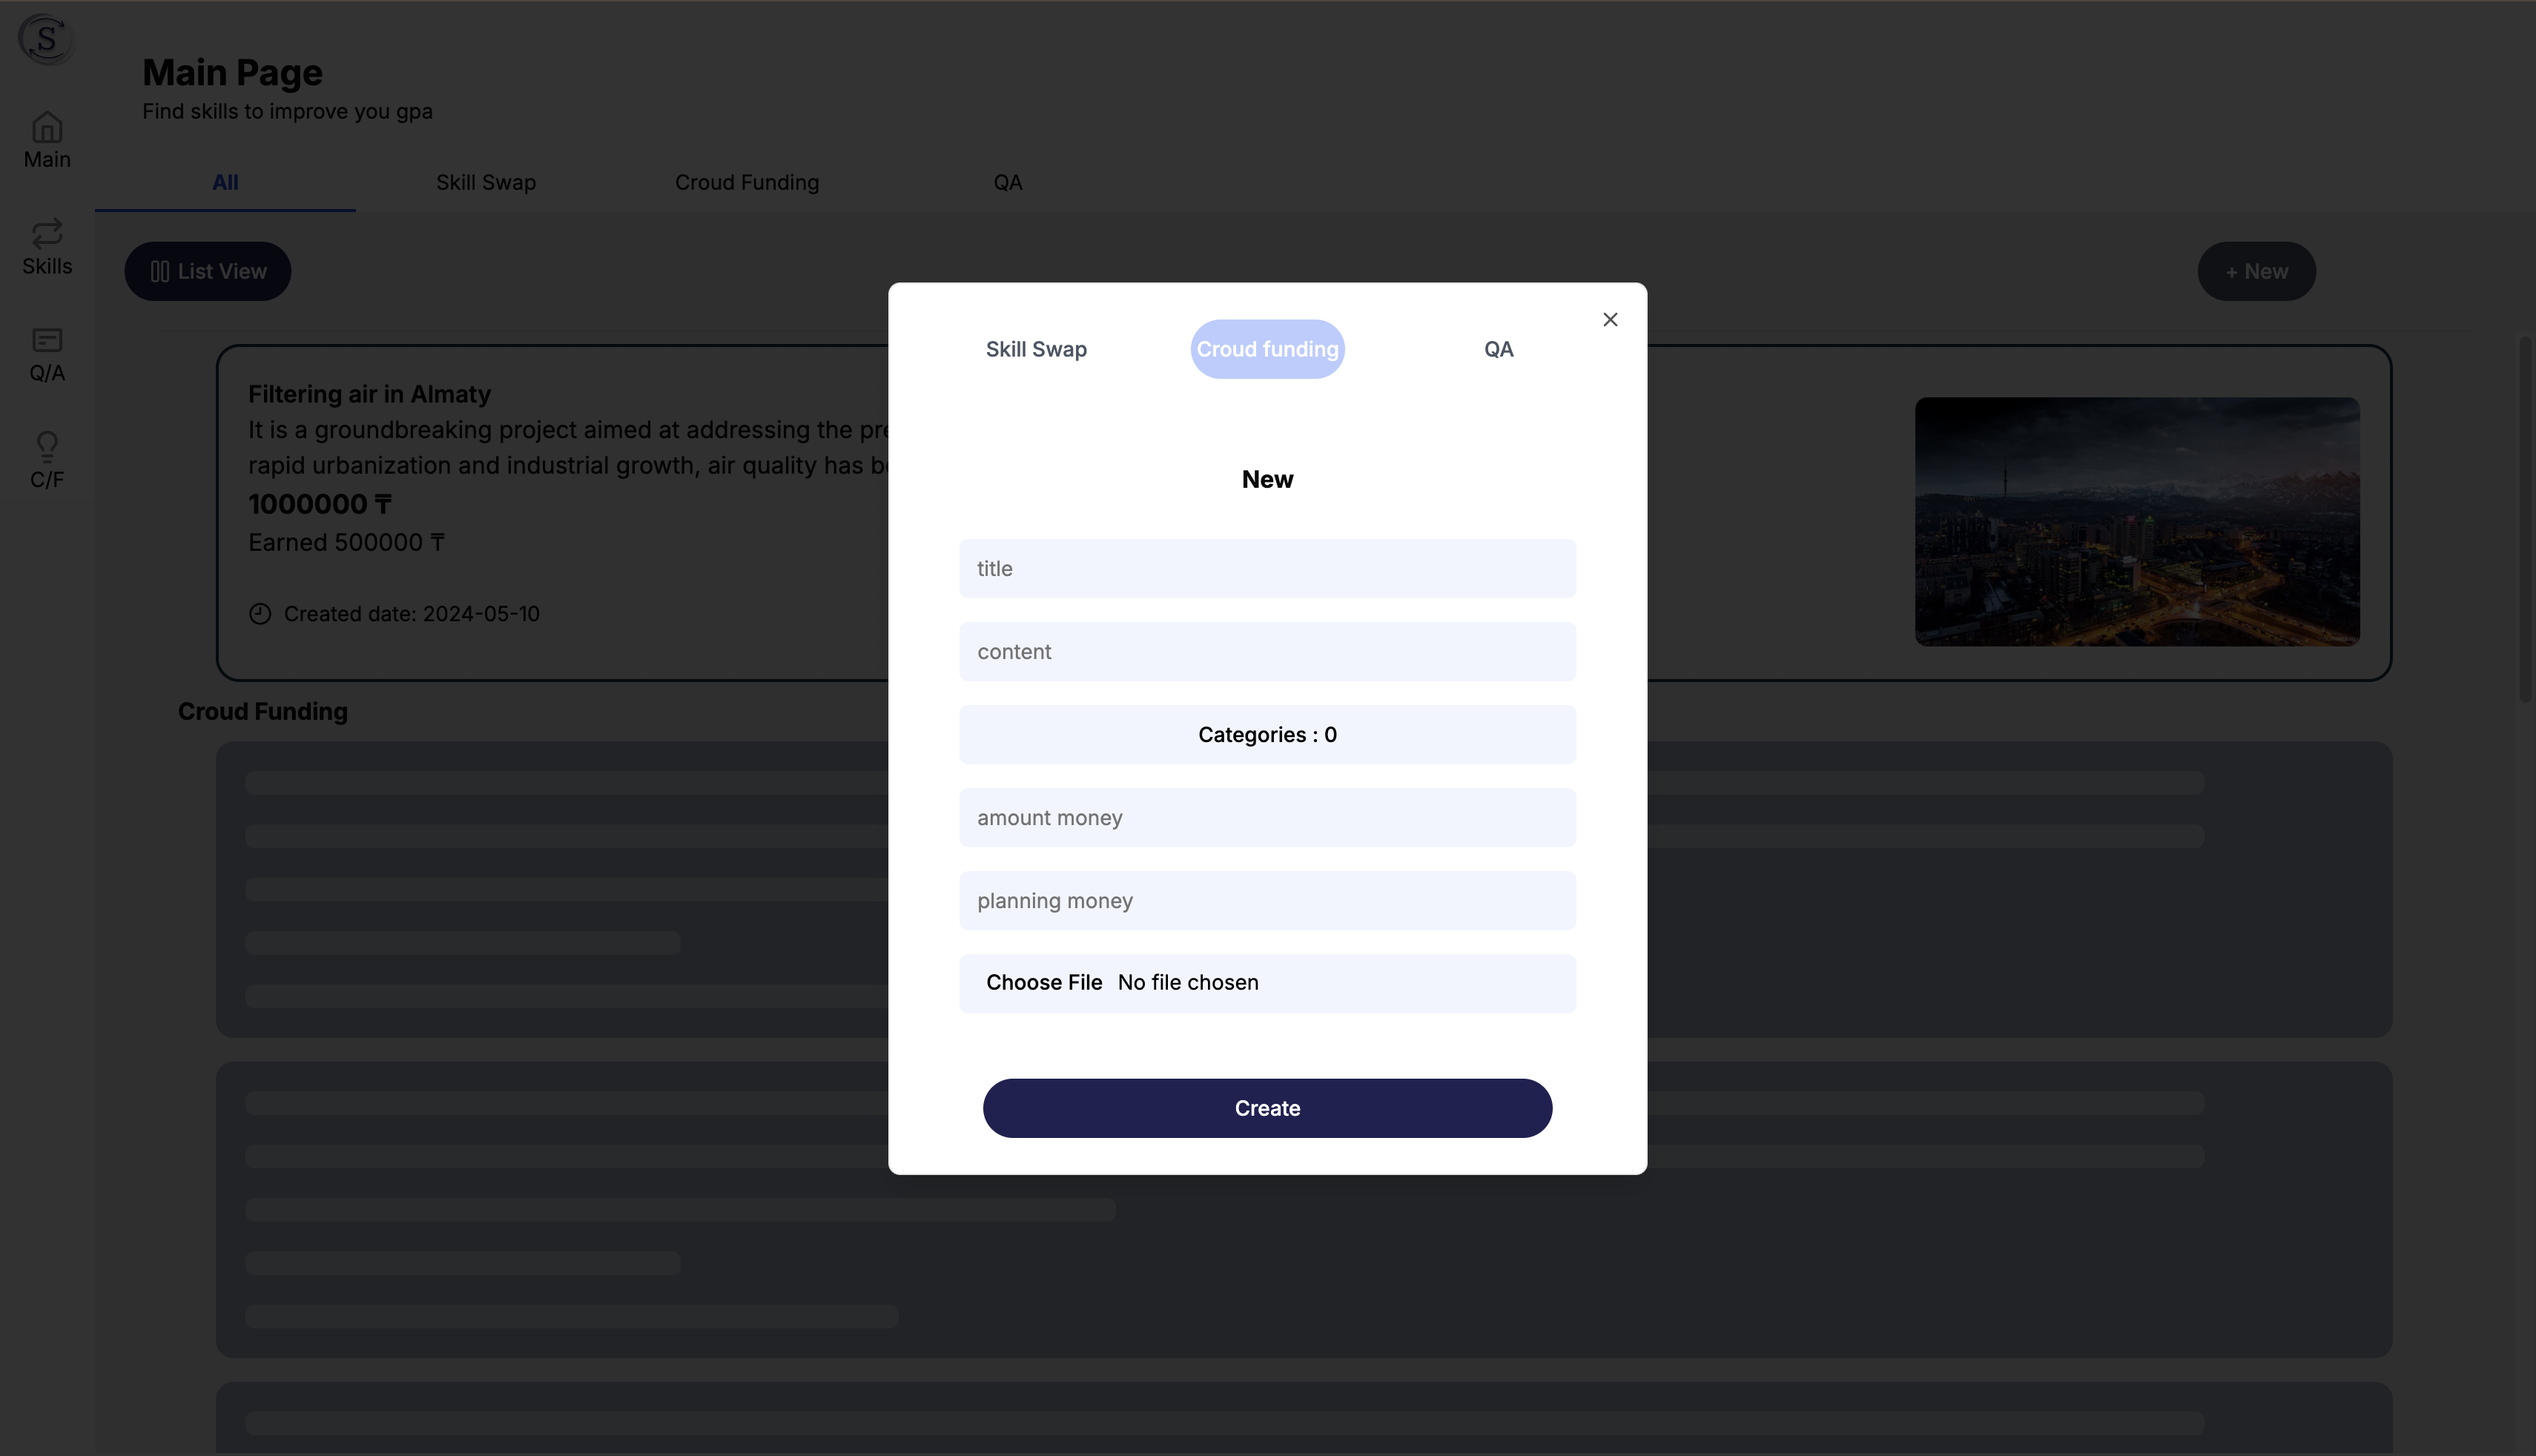 S
Main Page
Find skills to improve you gpa
Main
Skills
Q/A
C/F
All
Skill Swap
Croud Funding
QA
List View
+ New
Filtering air in Almaty
It is a groundbreaking project aimed at addressing the
rapid urbanization and industrial growth, air quality has
1000000 ₸
Earned 500000 ₸
Created date: 2024-05-10
Croud Funding
Skill Swap
Croud funding
QA
New
title
content
Categories : 0
amount money
planning money
Choose File No file chosen
Create